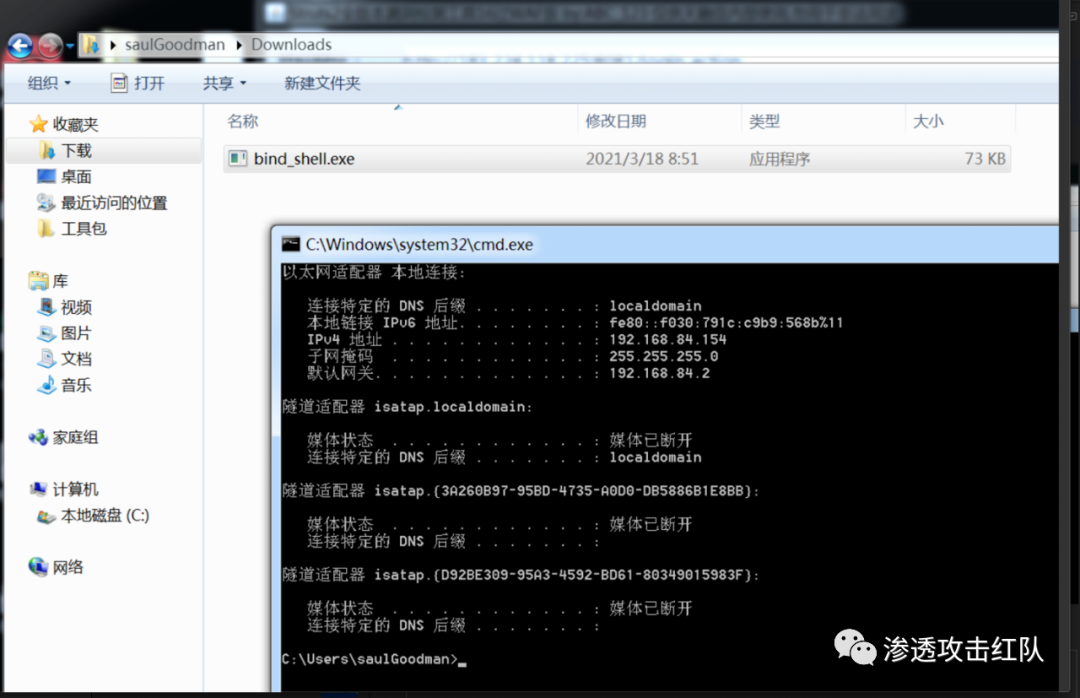 saulGoodman Downloads
组织 打开 共享 新建文件夹
收藏夹
下载
桌面
最近访问的位置
工具包
库
视频
图片
文档
音乐
家庭组
计算机
本地磁盘 (C:)
网络
名称 修改日期 类型 大小
bind_shell.exe 2021/3/18 8:51 应用程序 73 KB
C:\Windows\system32\cmd.exe
以太网适配器 本地连接:
连接特定的 DNS 后缀 . . . . . . . : localdomain
本地链接 IPv6 地址. . . . . . . . : fe80::f030:791c:c9b9:568b%11
IPv4 地址 . . . . . . . . . . . . : 192.168.84.154
子网掩码 . . . . . . . . . . . . : 255.255.255.0
默认网关. . . . . . . . . . . . . : 192.168.84.2
隧道适配器 isatap.localdomain:
媒体状态 . . . . . . . . . . . . : 媒体已断开
连接特定的 DNS 后缀 . . . . . . . : localdomain
隧道适配器 isatap.{3A260B97-95BD-4735-A0D0-DB5886B1E8BB}:
媒体状态 . . . . . . . . . . . . : 媒体已断开
连接特定的 DNS 后缀 . . . . . . . :
隧道适配器 isatap.{D92BE309-95A3-4592-BD61-80349015983F}:
媒体状态 . . . . . . . . . . . . : 媒体已断开
连接特定的 DNS 后缀 . . . . . . . :
C:\Users\saulGoodman>_
渗透攻击红队